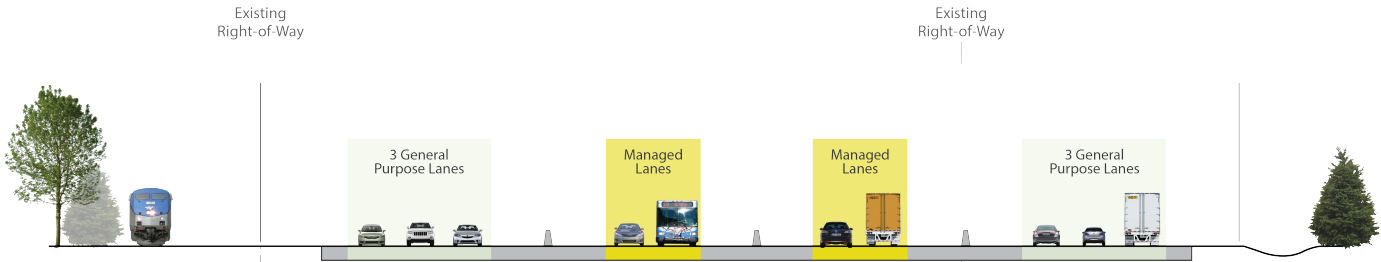 Existing
Right-of-Way
Existing
Right-of-Way
3 General
Purpose Lanes
Managed
Lanes
Managed
Lanes
3 General
Purpose Lanes